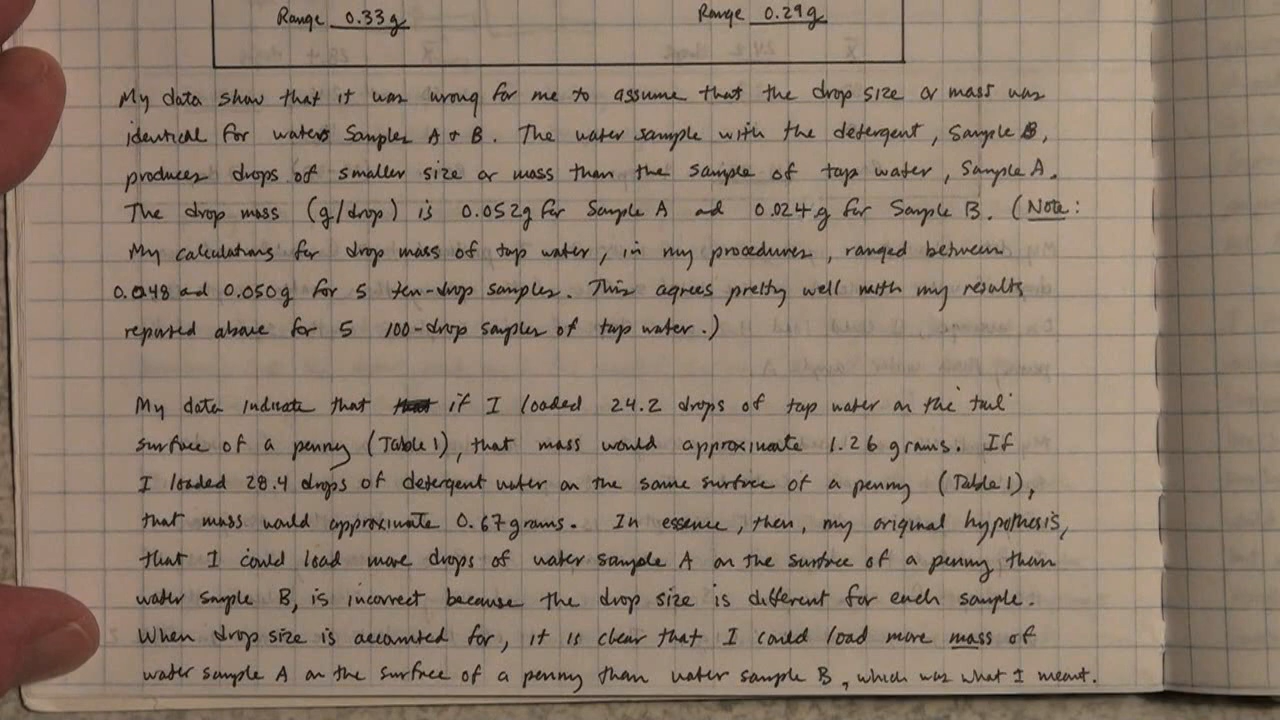 Range 0.33g Range 0.29g
My data show that it was wrong for me to assume that the drop size or mass was
identical for water samples A + B. The water sample with the detergent, sample B,
produces drops of smaller size or mass than the sample of tap water, sample A.
The drop mass (g/drop) is 0.052g for sample A and 0.024g for sample B. (Note:
My calculations for drop mass of tap water, in my procedures, ranged between
0.048 and 0.050g for 5 ten-drop samples. This agrees pretty well with my results
reported above for 5 100-drop samples of tap water.)
My data indicate that if I loaded 24.2 drops of tap water on the 'tail'
surface of a penny (Table 1), that mass would approximate 1.26 grams. If
I loaded 28.4 drops of detergent water on the same surface of a penny (Table 1),
that mass would approximate 0.67 grams. In essence, then, my original hypothesis,
that I could load more drops of water sample A on the surface of a penny than
water sample B, is incorrect because the drop size is different for each sample.
When drop size is accounted for, it is clear that I could load more mass of
water sample A on the surface of a penny than water sample B, which was what I meant.